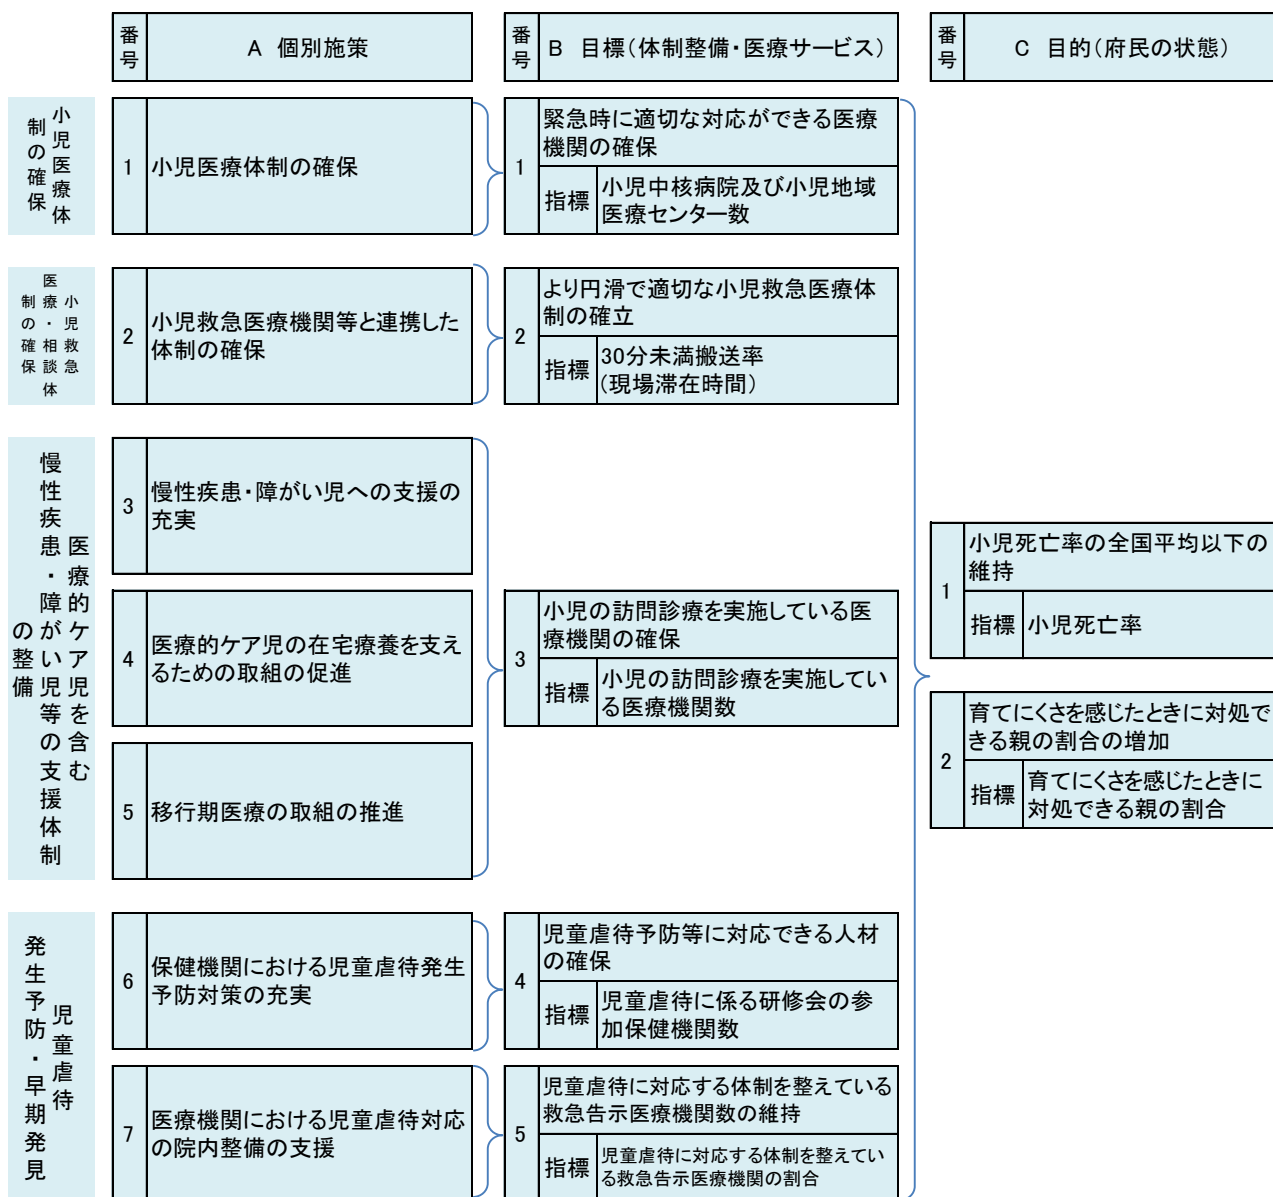 番号
A 個別施策
番号
B 目標(体制整備・医療サービス)
番号
C 目的(府民の状態)
小児医療体
制の確保
1
小児医療体制の確保
1
緊急時に適切な対応ができる医療
機関の確保
指標
小児中核病院及び小児地域
医療センター数
小児救急
医療・相談体
制の確保
2
小児救急医療機関等と連携した
体制の確保
2
より円滑で適切な小児救急医療体
制の確立
指標
30分未満搬送率
(現場滞在時間)
医療的ケア児を含む
慢性疾患・障がい児等の支援体制
の整備
3
慢性疾患・障がい児への支援の
充実
4
医療的ケア児の在宅療養を支え
るための取組の促進
5
移行期医療の取組の推進
3
小児の訪問診療を実施している医
療機関の確保
指標
小児の訪問診療を実施してい
る医療機関数
1
小児死亡率の全国平均以下の
維持
指標
小児死亡率
2
育てにくさを感じたときに対処で
きる親の割合の増加
指標
育てにくさを感じたときに
対処できる親の割合
児童虐待
発生予防・早期発見
6
保健機関における児童虐待発生
予防対策の充実
4
児童虐待予防等に対応できる人材
の確保
指標
児童虐待に係る研修会の参
加保健機関数
7
医療機関における児童虐待対応
の院内整備の支援
5
児童虐待に対応する体制を整えている
救急告示医療機関数の維持
指標
児童虐待に対応する体制を整えてい
る救急告示医療機関の割合